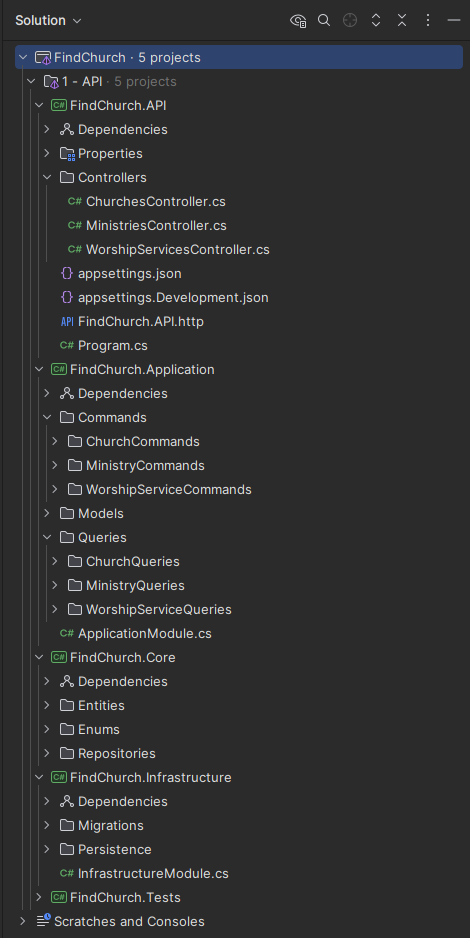 Solution
FindChurch · 5 projects
1 - API · 5 projects
C# FindChurch.API
Dependencies
Properties
Controllers
C# ChurchesController.cs
C# MinistriesController.cs
C# WorshipServicesController.cs
{} appsettings.json
{} appsettings.Development.json
API FindChurch.API.http
C# Program.cs
C# FindChurch.Application
Dependencies
Commands
ChurchCommands
MinistryCommands
WorshipServiceCommands
Models
Queries
ChurchQueries
MinistryQueries
WorshipServiceQueries
C# ApplicationModule.cs
C# FindChurch.Core
Dependencies
Entities
Enums
Repositories
C# FindChurch.Infrastructure
Dependencies
Migrations
Persistence
C# InfrastructureModule.cs
C# FindChurch.Tests
Scratches and Consoles